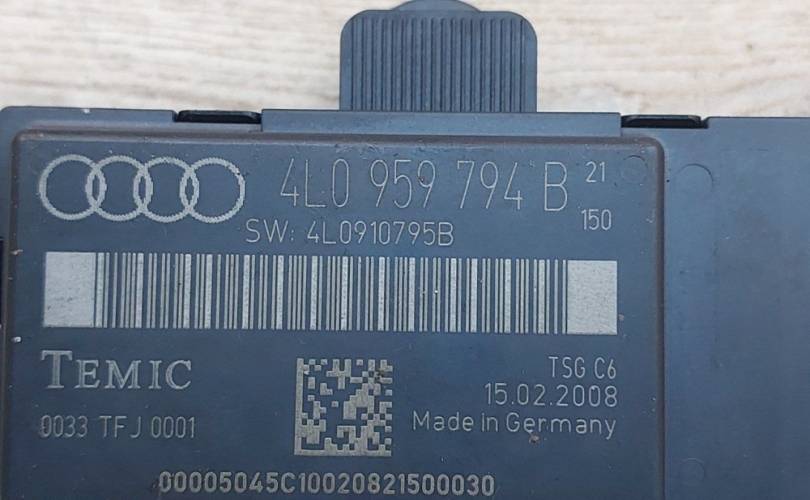 4L0 959 794 B 21
150
SW: 4L0910795B
TEMIC
TSG C6
15.02.2008
0033 TFJ 0001
Made in Germany
00005045C10020821500030